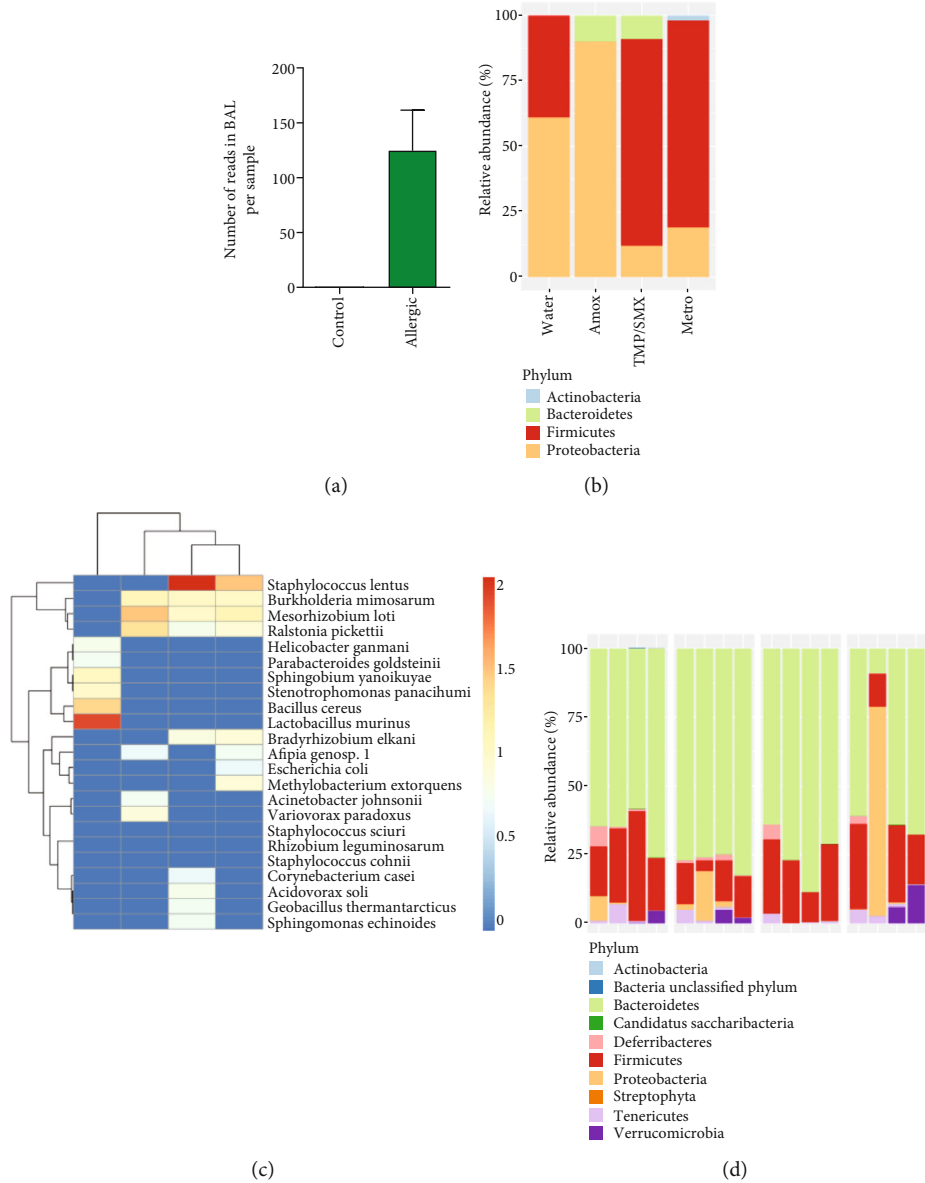 Number of reads in BAL
per sample
200
150
100
50
0
Control
Allergic
(a)
Relative abundance (%)
100
75
50
25
0
Water
Amox
TMP/SMX
Metro
Phylum
Actinobacteria
Bacteroidetes
Firmicutes
Proteobacteria
(b)
Staphylococcus lentus
Burkholderia mimosarum
Mesorhizobium loti
Ralstonia pickettii
Helicobacter ganmani
Parabacteroides goldsteinii
Sphingobium yanoikuyae
Stenotrophomonas panacihumi
Bacillus cereus
Lactobacillus murinus
Bradyrhizobium elkani
Afipia genosp. 1
Escherichia coli
Methylobacterium extorquens
Acinetobacter johnsonii
Variovorax paradoxus
Staphylococcus sciuri
Rhizobium leguminosarum
Staphylococcus cohnii
Corynebacterium casei
Acidovorax soli
Geobacillus thermantarcticus
Sphingomonas echinoides
2
1.5
1
0.5
0
(c)
Relative abundance (%)
100
75
50
25
0
Phylum
Actinobacteria
Bacteria unclassified phylum
Bacteroidetes
Candidatus saccharibacteria
Deferribacteres
Firmicutes
Proteobacteria
Streptophyta
Tenericutes
Verrucomicrobia
(d)